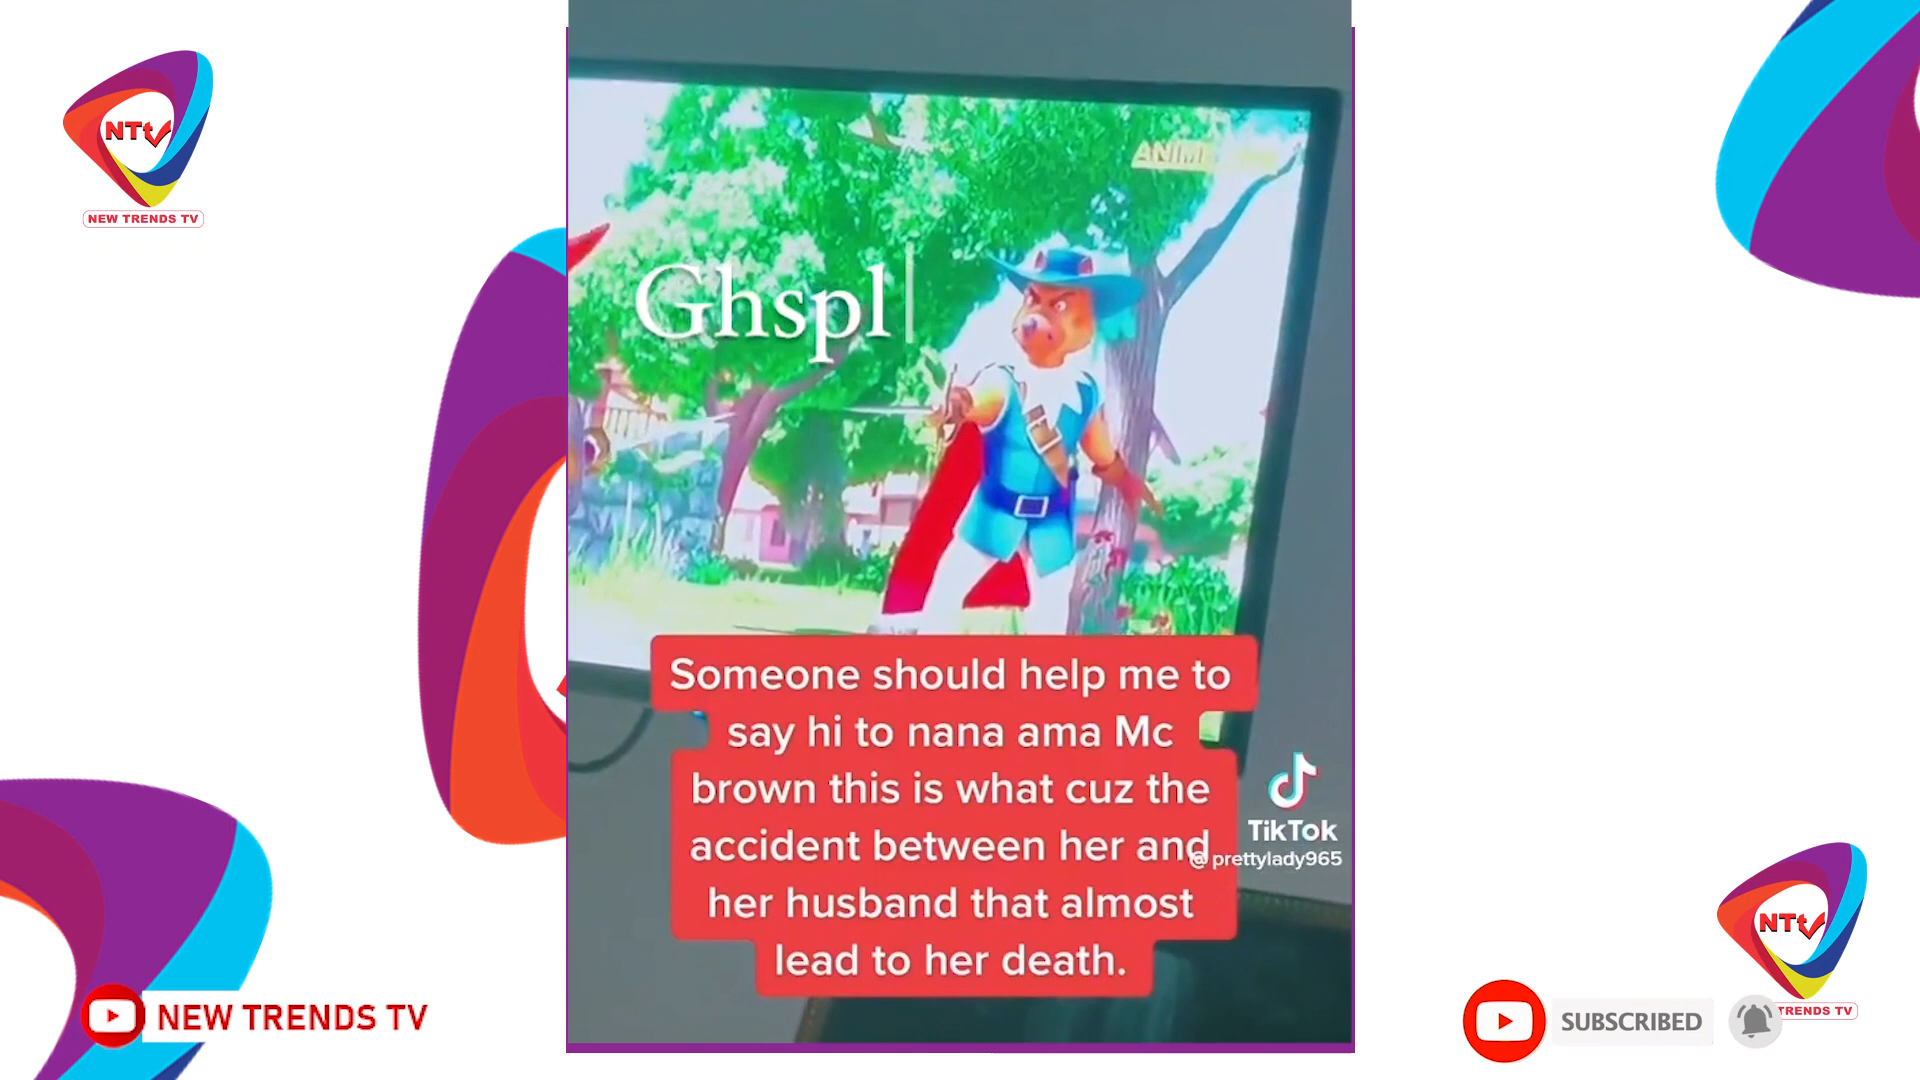 NTV
NEW TRENDS TV
Ghspl
Someone should help me to
say hi to nana ama Mc
brown this is what cuz the
accident between her and
her husband that almost
lead to her death.
TikTok
@prettylady965
NEW TRENDS TV
SUBSCRIBED
NTV
TRENDS TV